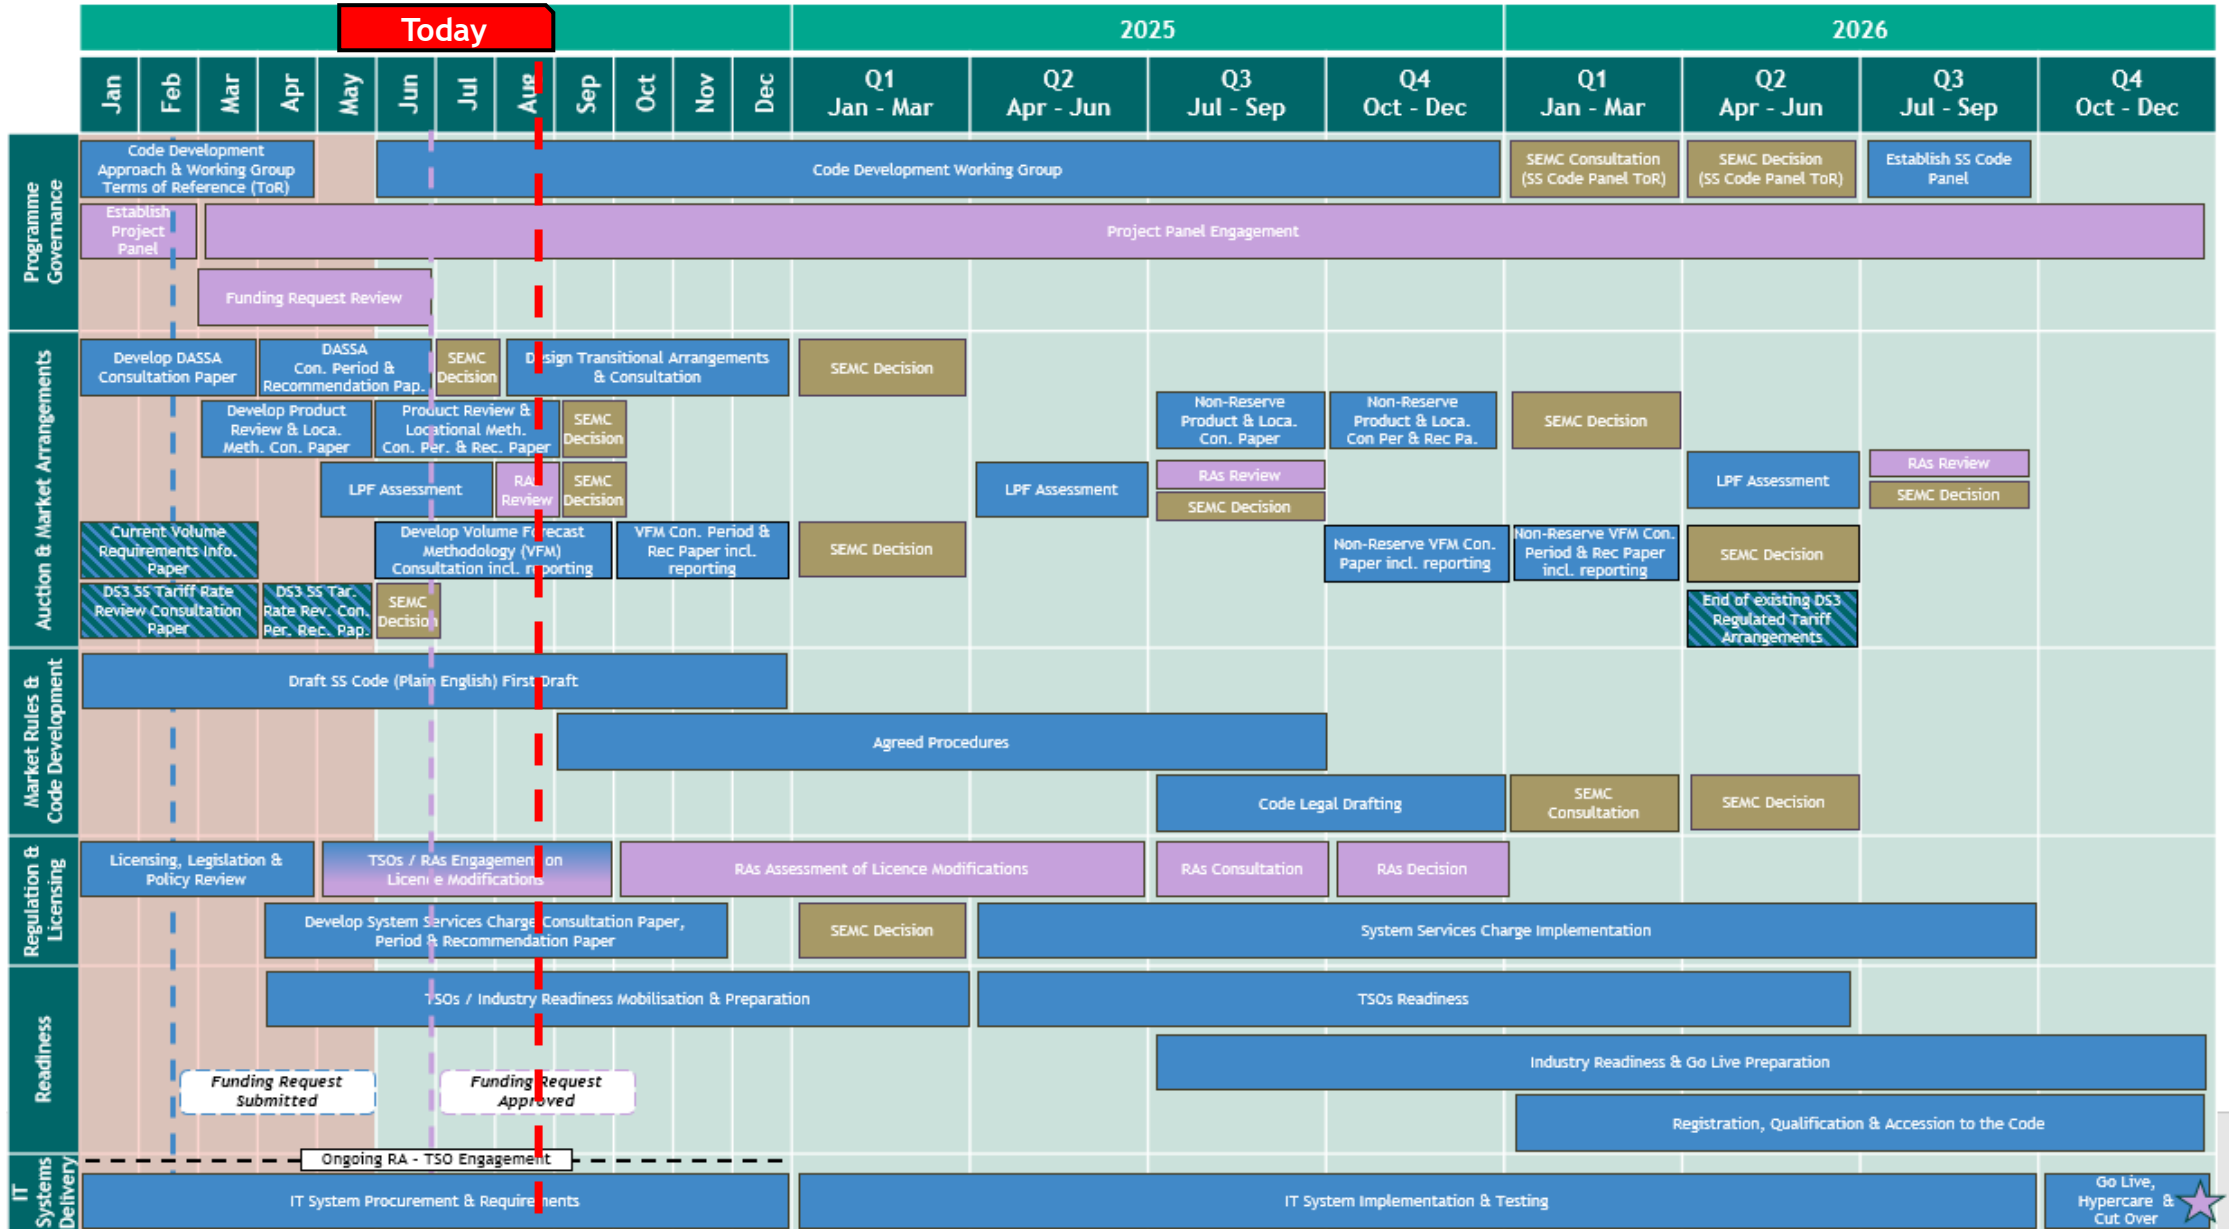 Today
2025
2026
Jan
Feb
Mar
Apr
May
Jun
Jul
Aug
Sep
Oct
Nov
Dec
Q1
Jan - Mar
Q2
Apr - Jun
Q3
Jul - Sep
Q4
Oct - Dec
Q1
Jan - Mar
Q2
Apr - Jun
Q3
Jul - Sep
Q4
Oct - Dec
Programme
Governance
Code Development
Approach & Working Group
Terms of Reference (ToR)
Code Development Working Group
SEMC Consultation
(SS Code Panel ToR)
SEMC Decision
(SS Code Panel ToR)
Establish SS Code
Panel
Establish
Project
Panel
Project Panel Engagement
Funding Request Review
Auction & Market Arrangements
Develop DASSA
Consultation Paper
DASSA
Con. Period &
Recommendation Pap.
SEMC
Decision
Design Transitional Arrangements
& Consultation
SEMC Decision
Develop Product
Review & Loca.
Meth. Con. Paper
Product Review &
Locational Meth.
Con. Per. & Rec. Paper
SEMC
Decision
Non-Reserve
Product & Loca.
Con. Paper
Non-Reserve
Product & Loca.
Con Per & Rec Pa.
SEMC Decision
LPF Assessment
RAs
Review
SEMC
Decision
LPF Assessment
RAs Review
SEMC Decision
LPF Assessment
RAs Review
SEMC Decision
Current Volume
Requirements Info.
Paper
Develop Volume Forecast
Methodology (VFM)
Consultation incl. reporting
VFM Con. Period &
Rec Paper incl.
reporting
SEMC Decision
Non-Reserve VFM Con.
Paper incl. reporting
Non-Reserve VFM Con.
Period & Rec Paper
incl. reporting
SEMC Decision
DS3 SS Tariff Rate
Review Consultation
Paper
DS3 SS Tar.
Rate Rev. Con.
Per. Rec. Pap.
SEMC
Decision
End of existing DS3
Regulated Tariff
Arrangements
Market Rules &
Code Development
Draft SS Code (Plain English) First Draft
Agreed Procedures
Code Legal Drafting
SEMC
Consultation
SEMC Decision
Regulation &
Licensing
Licensing, Legislation &
Policy Review
TSOs / RAs Engagement on
Licence Modifications
RAs Assessment of Licence Modifications
RAs Consultation
RAs Decision
Develop System Services Charge Consultation Paper,
Period & Recommendation Paper
SEMC Decision
System Services Charge Implementation
Readiness
TSOs / Industry Readiness Mobilisation & Preparation
TSOs Readiness
Industry Readiness & Go Live Preparation
Funding Request
Submitted
Funding Request
Approved
Registration, Qualification & Accession to the Code
Ongoing RA - TSO Engagement
IT
Systems
Delivery
IT System Procurement & Requirements
IT System Implementation & Testing
Go Live,
Hypercare &
Cut Over